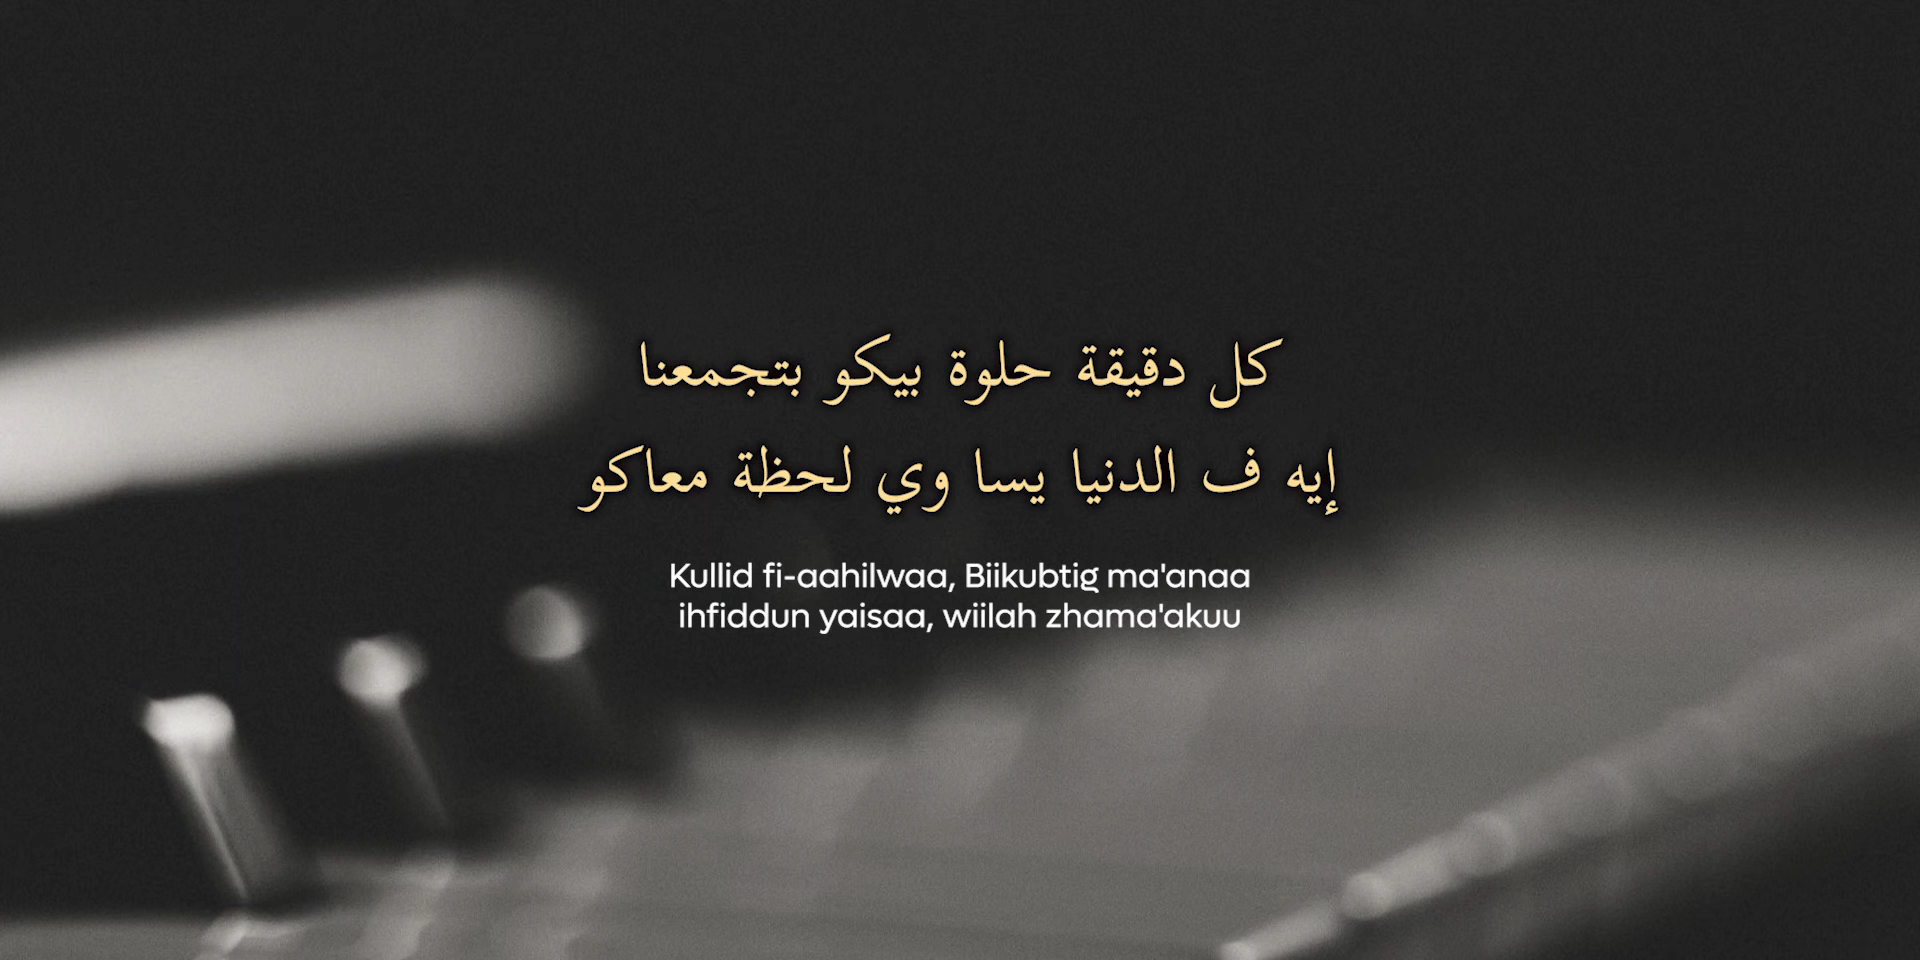 كل دقيقة حلوة بيكو بتجمعنا
إيه ف الدنيا يسا وي لحظة معاكو
Kullid fi-aahilwaa, Biikubtig ma'anaa
ihfiddun yaisaa, wiilah zhama'akuu